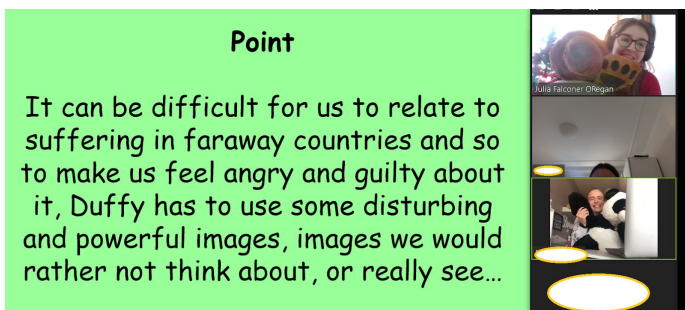 Point
It can be difficult for us to relate to
suffering in faraway countries and so
to make us feel angry and guilty about
it, Duffy has to use some disturbing
and powerful images, images we would
rather not think about, or really see...
Julia Falconer ORegan